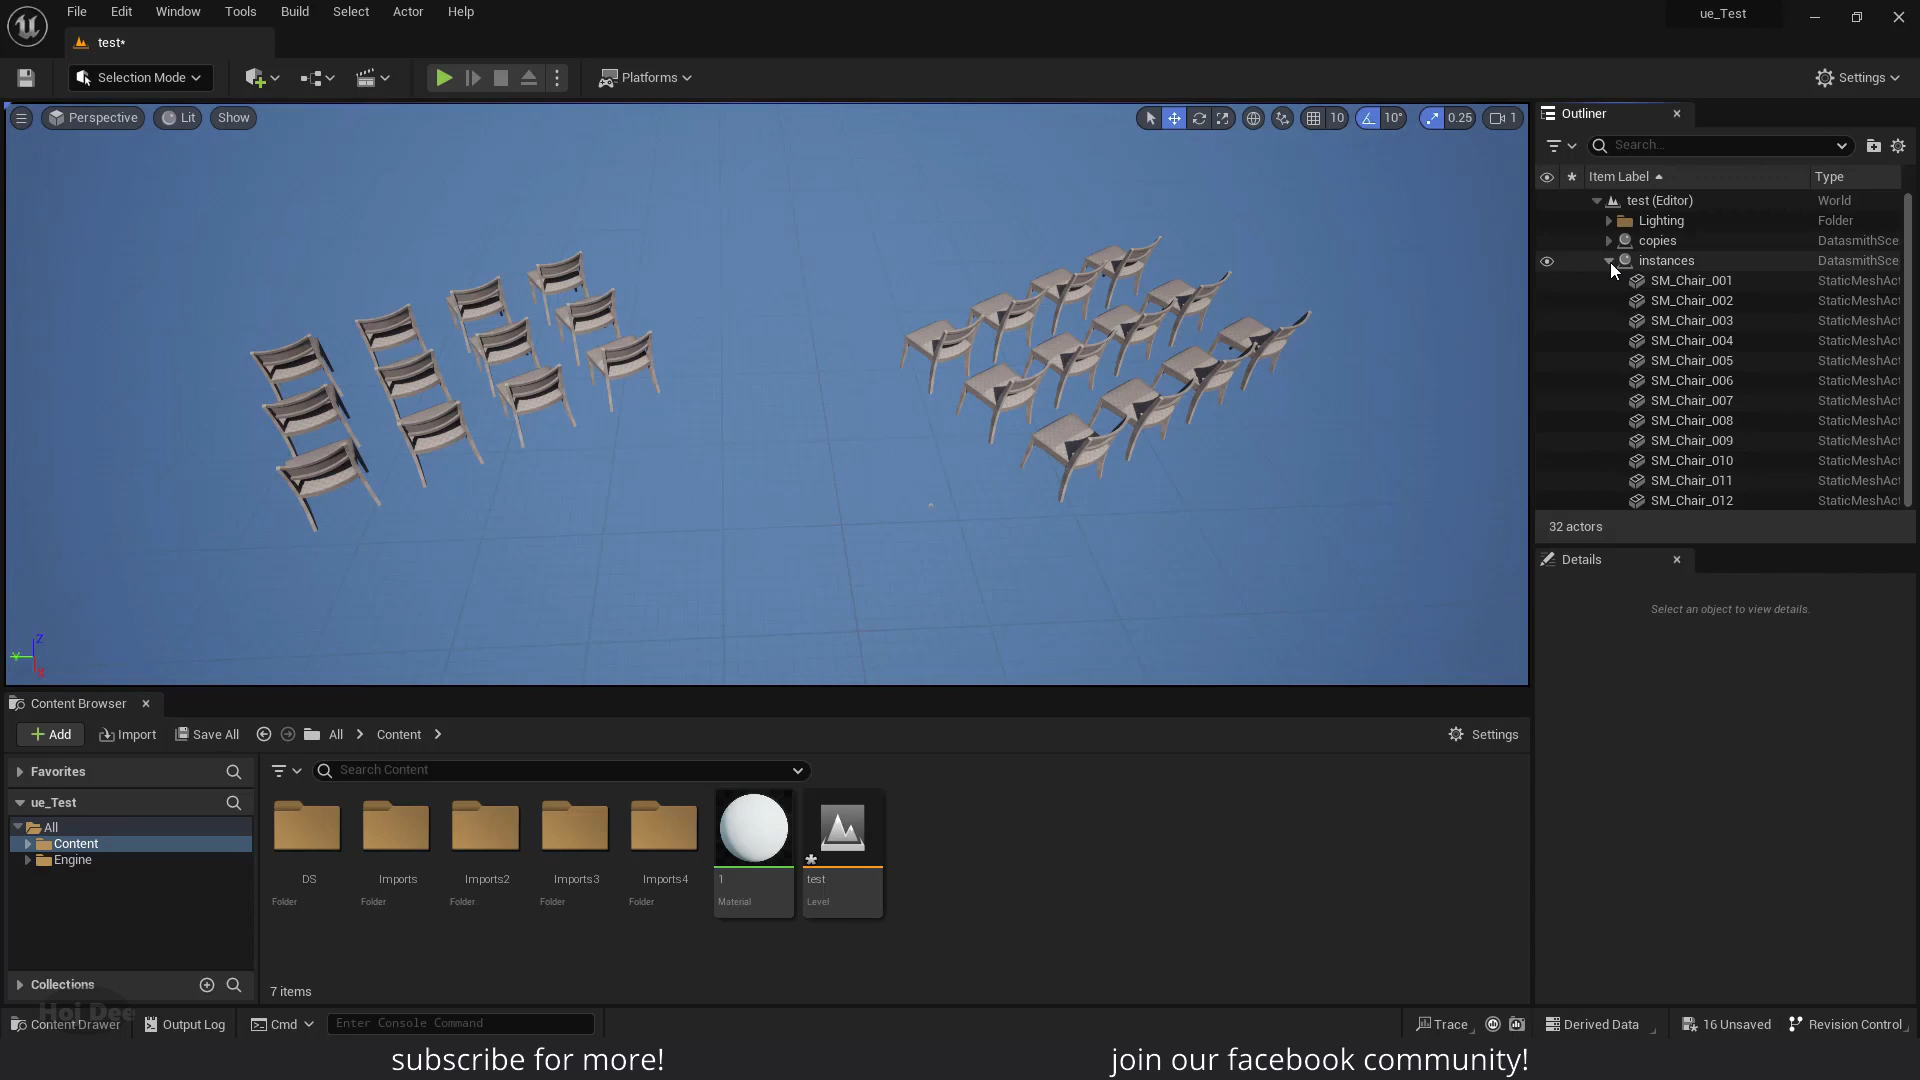 File Edit Window Tools Build Select Actor Help
ue_Test
test*
Selection Mode
Platforms
Settings
Perspective
Lit
Show
10
10°
0.25
1
Outliner
Search...
Item Label
Type
test (Editor) World
Lighting Folder
copies DatasmithSce
instances DatasmithSce
SM_Chair_001 StaticMeshAct
SM_Chair_002 StaticMeshAct
SM_Chair_003 StaticMeshAct
SM_Chair_004 StaticMeshAct
SM_Chair_005 StaticMeshAct
SM_Chair_006 StaticMeshAct
SM_Chair_007 StaticMeshAct
SM_Chair_008 StaticMeshAct
SM_Chair_009 StaticMeshAct
SM_Chair_010 StaticMeshAct
SM_Chair_011 StaticMeshAct
SM_Chair_012 StaticMeshAct
32 actors
Details
Select an object to view details.
Z
Y
X
Content Browser
Add
Import
Save All
All
Content
Settings
Favorites
ue_Test
All
Content
Engine
Collections
Search Content
DS
Folder
Imports
Folder
Imports2
Folder
Imports3
Folder
Imports4
Folder
1
Material
test
Level
7 items
Hoi Dee
Content Drawer
Output Log
Cmd
Enter Console Command
Trace
Derived Data
16 Unsaved
Revision Control
subscribe for more!
join our facebook community!